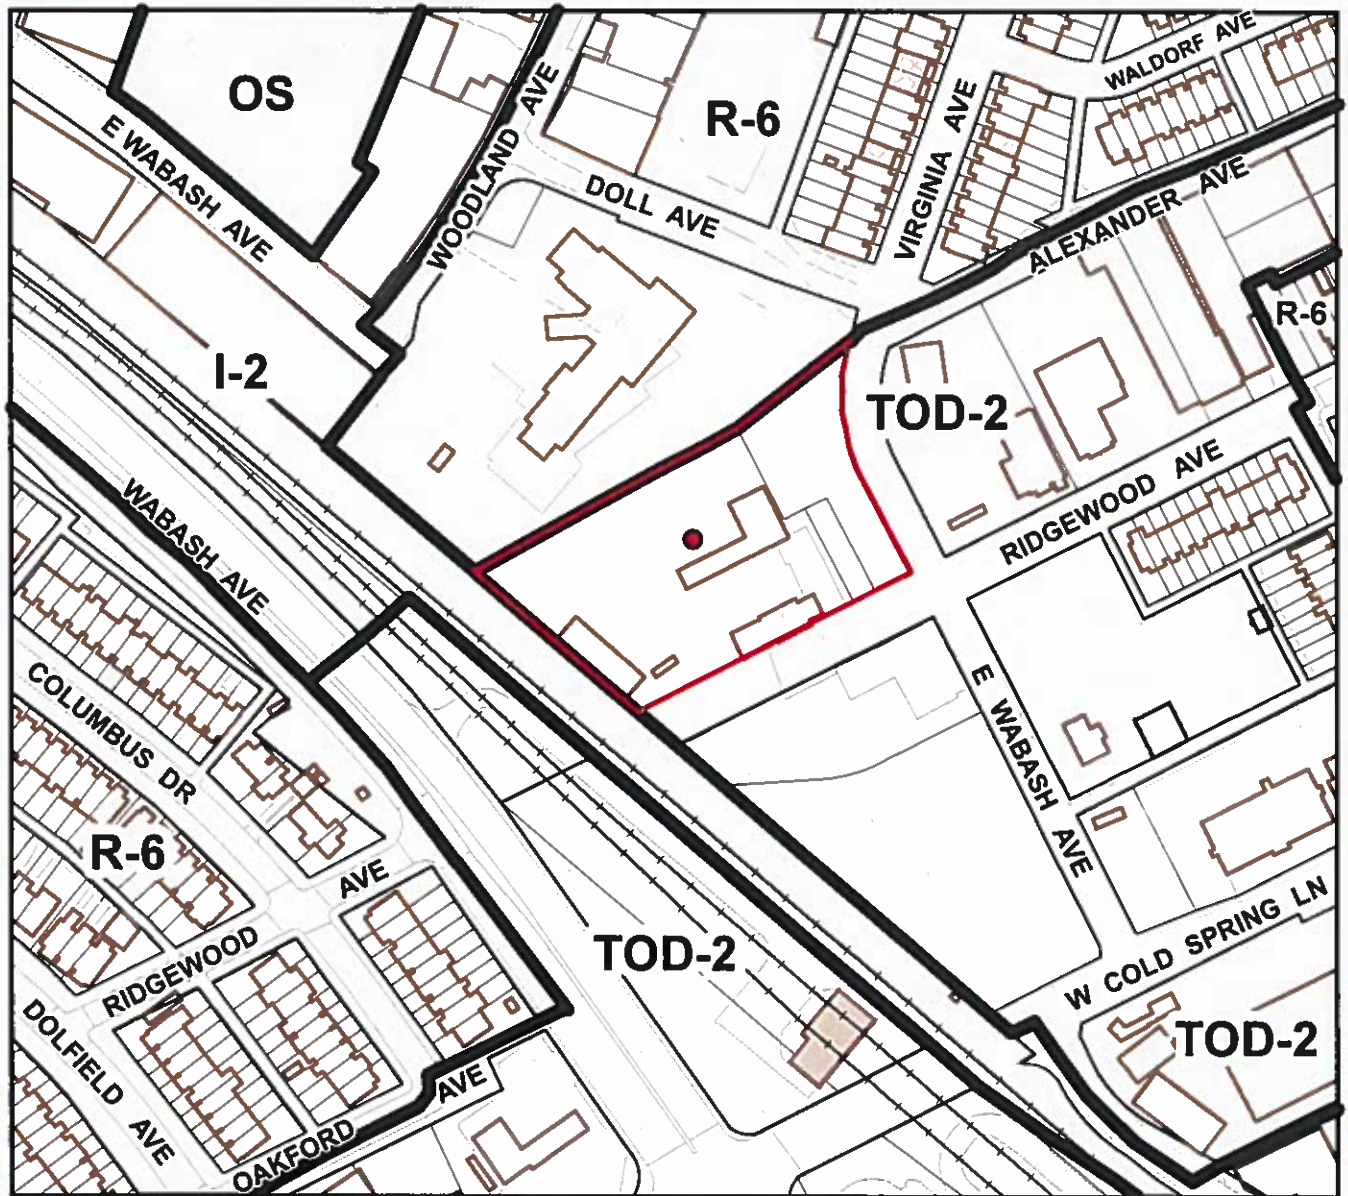 OS
R-6
WALDORF AVE
E WABASH AVE
WOODLAND AVE
DOLL AVE
VIRGINIA AVE
ALEXANDER AVE
R-6
I-2
TOD-2
RIDGEWOOD AVE
WABASH AVE
COLUMBUS DR
E WABASH AVE
R-6
RIDGEWOOD AVE
TOD-2
W COLD SPRING LN
TOD-2
DOLFIELD AVE
OAKFORD AVE